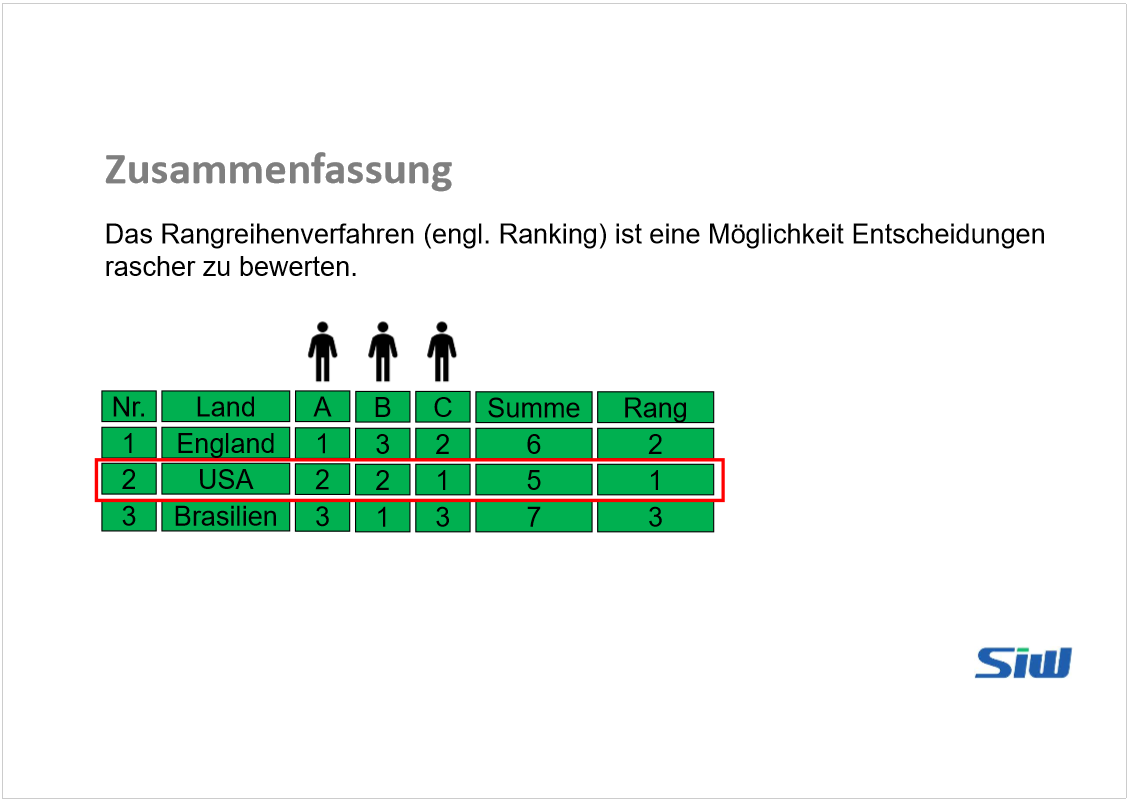 Zusammenfassung
Das Rangreihenverfahren (engl. Ranking) ist eine Möglichkeit Entscheidungen
rascher zu bewerten.
Nr. Land A B C Summe Rang
1 England 1 3 2 6 2
2 USA 2 2 1 5 1
3 Brasilien 3 1 3 7 3
SiW